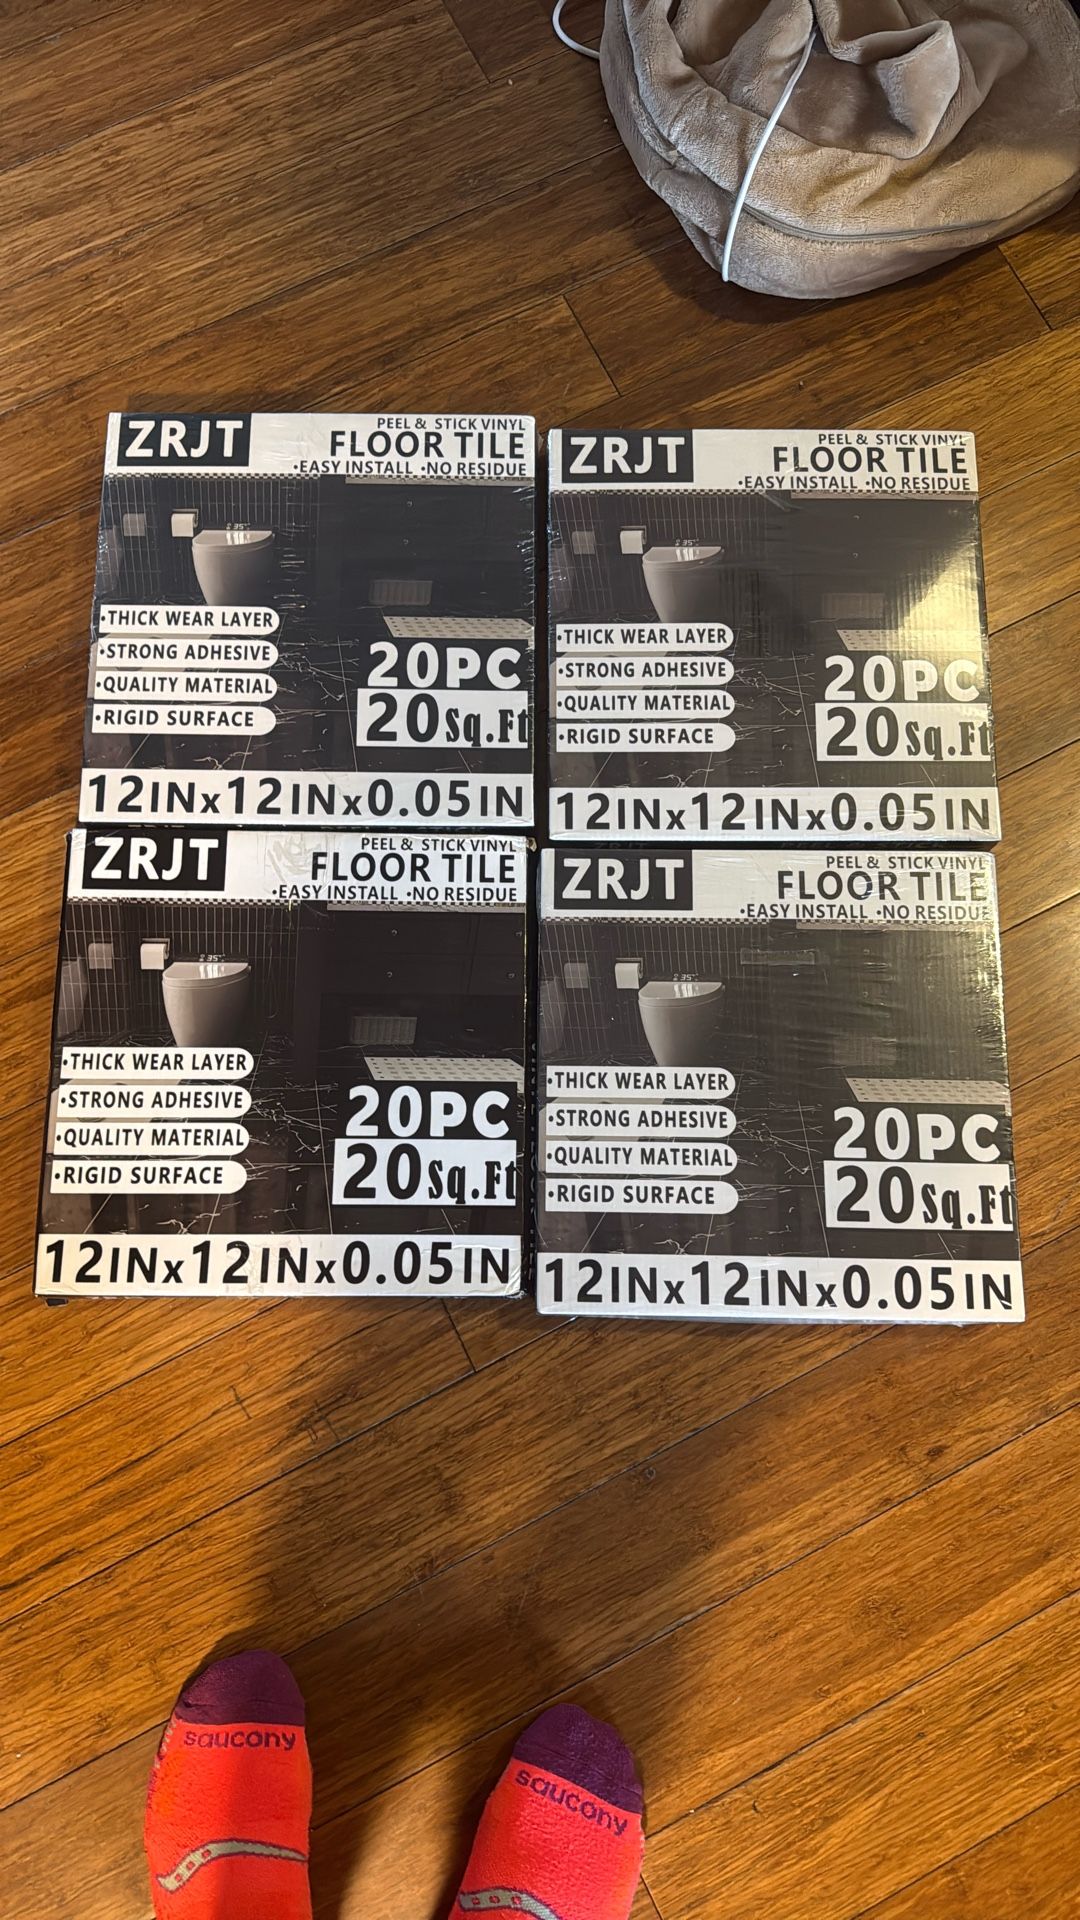 ZRJT
PEEL & STICK VINYL
FLOOR TILE
•EASY INSTALL •NO RESIDUE
•THICK WEAR LAYER
•STRONG ADHESIVE
•QUALITY MATERIAL
•RIGID SURFACE
20PC
20Sq.Ft
12INx12INx0.05IN
ZRJT
PEEL & STICK VINYL
FLOOR TILE
•EASY INSTALL •NO RESIDUE
•THICK WEAR LAYER
•STRONG ADHESIVE
•QUALITY MATERIAL
•RIGID SURFACE
20PC
20Sq.Ft
12INx12INx0.05IN
ZRJT
PEEL & STICK VINYL
FLOOR TILE
•EASY INSTALL •NO RESIDUE
•THICK WEAR LAYER
•STRONG ADHESIVE
•QUALITY MATERIAL
•RIGID SURFACE
20PC
20Sq.Ft
12INx12INx0.05IN
ZRJT
PEEL & STICK VINYL
FLOOR TILE
•EASY INSTALL •NO RESIDUE
•THICK WEAR LAYER
•STRONG ADHESIVE
•QUALITY MATERIAL
•RIGID SURFACE
20PC
20Sq.Ft
12INx12INx0.05IN
saucony
saucony